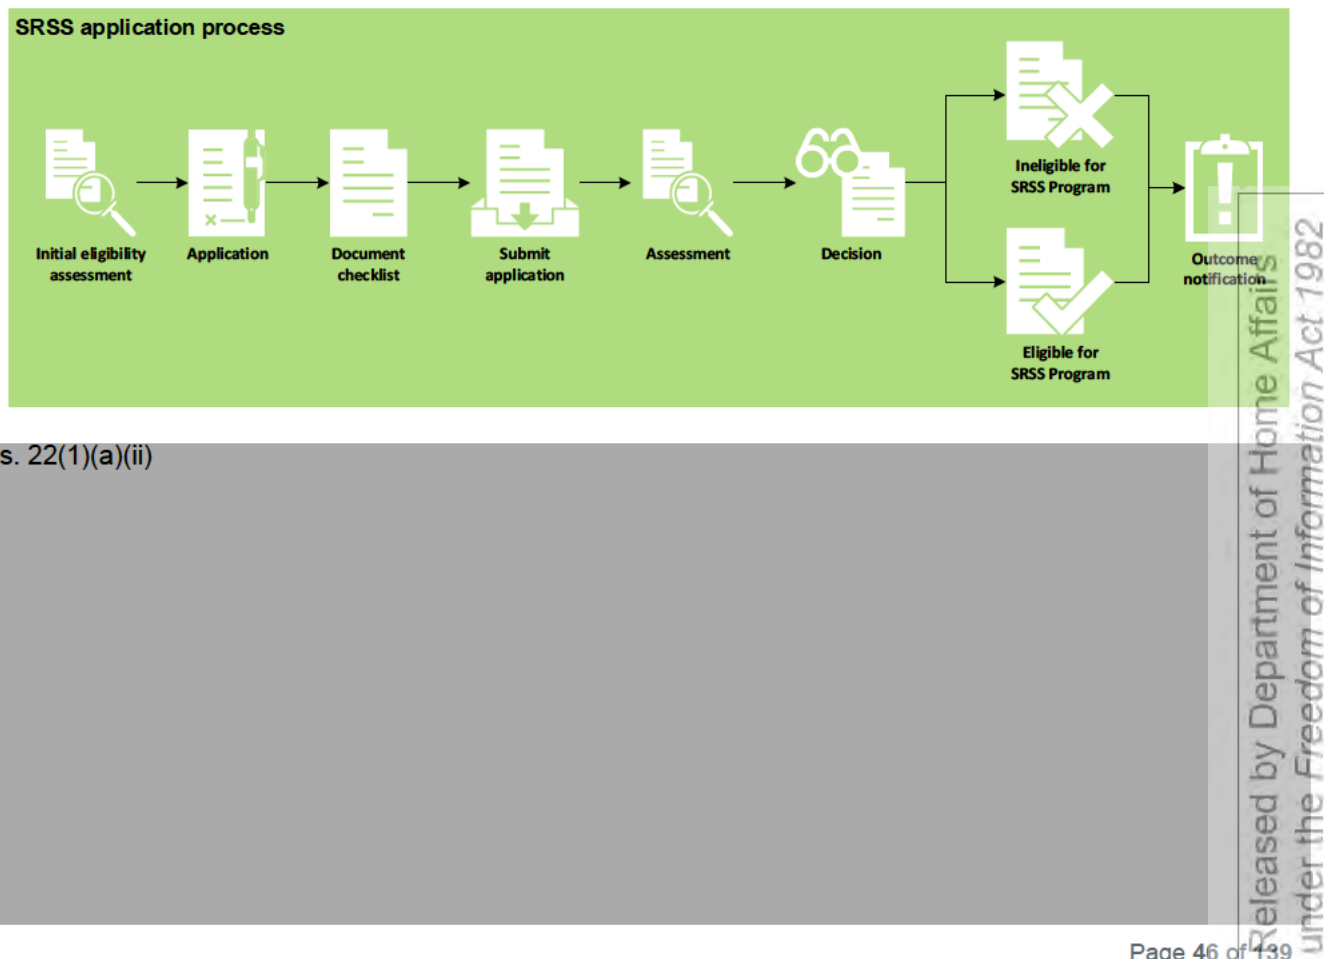 SRSS application process
Initial eligibility
assessment
Application
Document
checklist
Submit
application
Assessment
Decision
Ineligible for
SRSS Program
Eligible for
SRSS Program
Outcome
notification
s. 22(1)(a)(ii)
Released by Department of Home Affairs
under the Freedom of Information Act 1982
Page 46 of 139